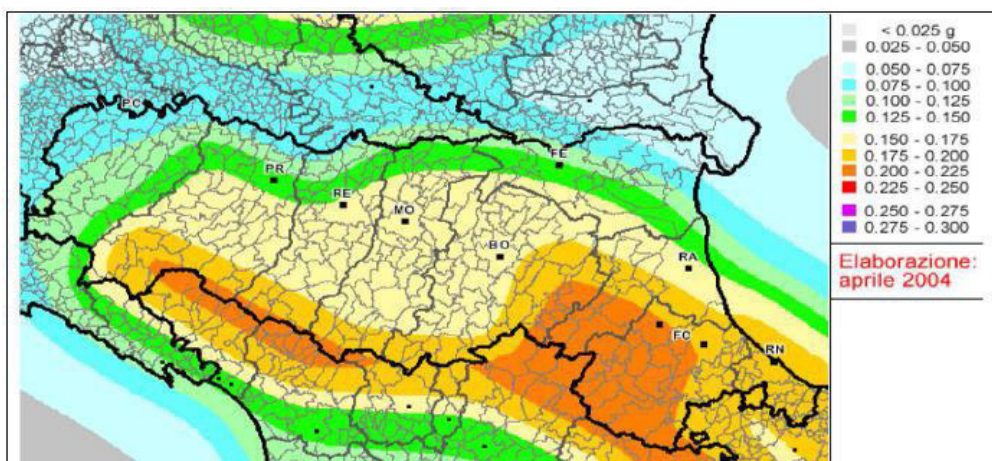 < 0.025 g
0.025 - 0.050
0.050 - 0.075
0.075 - 0.100
0.100 - 0.125
0.125 - 0.150
0.150 - 0.175
0.175 - 0.200
0.200 - 0.225
0.225 - 0.250
0.250 - 0.275
0.275 - 0.300
Elaborazione:
aprile 2004
PC
FE
PR
RE
MO
BO
RA
FC
RN